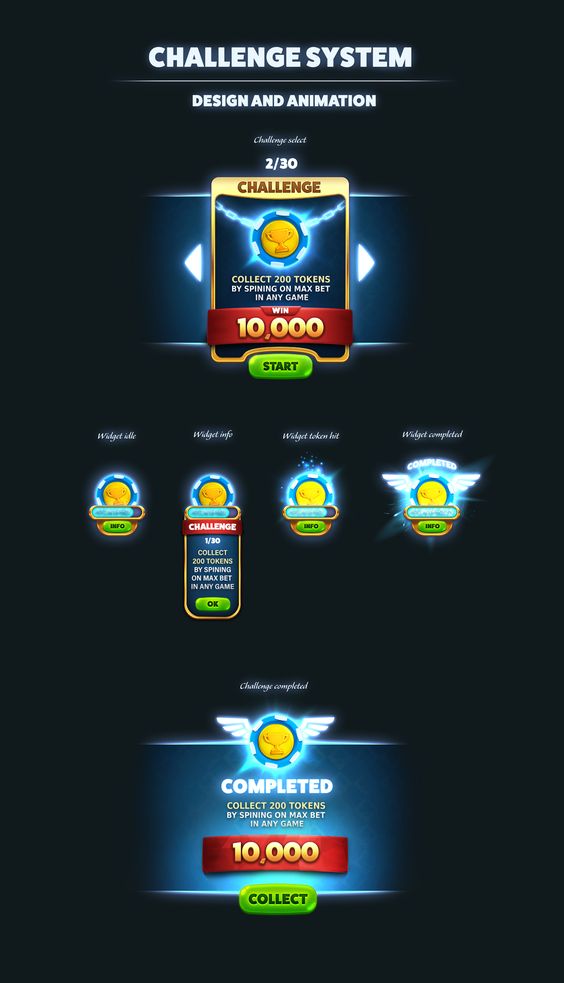 CHALLENGE SYSTEM
DESIGN AND ANIMATION
Challenge select
2/30
CHALLENGE
COLLECT 200 TOKENS
BY SPINING ON MAX BET
IN ANY GAME
WIN
10,000
START
Widget idle
INFO
Widget info
CHALLENGE
1/30
COLLECT
200 TOKENS
BY SPINING
ON MAX BET
IN ANY GAME
OK
Widget token hit
INFO
Widget completed
COMPLETED
INFO
Challenge completed
COMPLETED
COLLECT 200 TOKENS
BY SPINING ON MAX BET
IN ANY GAME
10,000
COLLECT